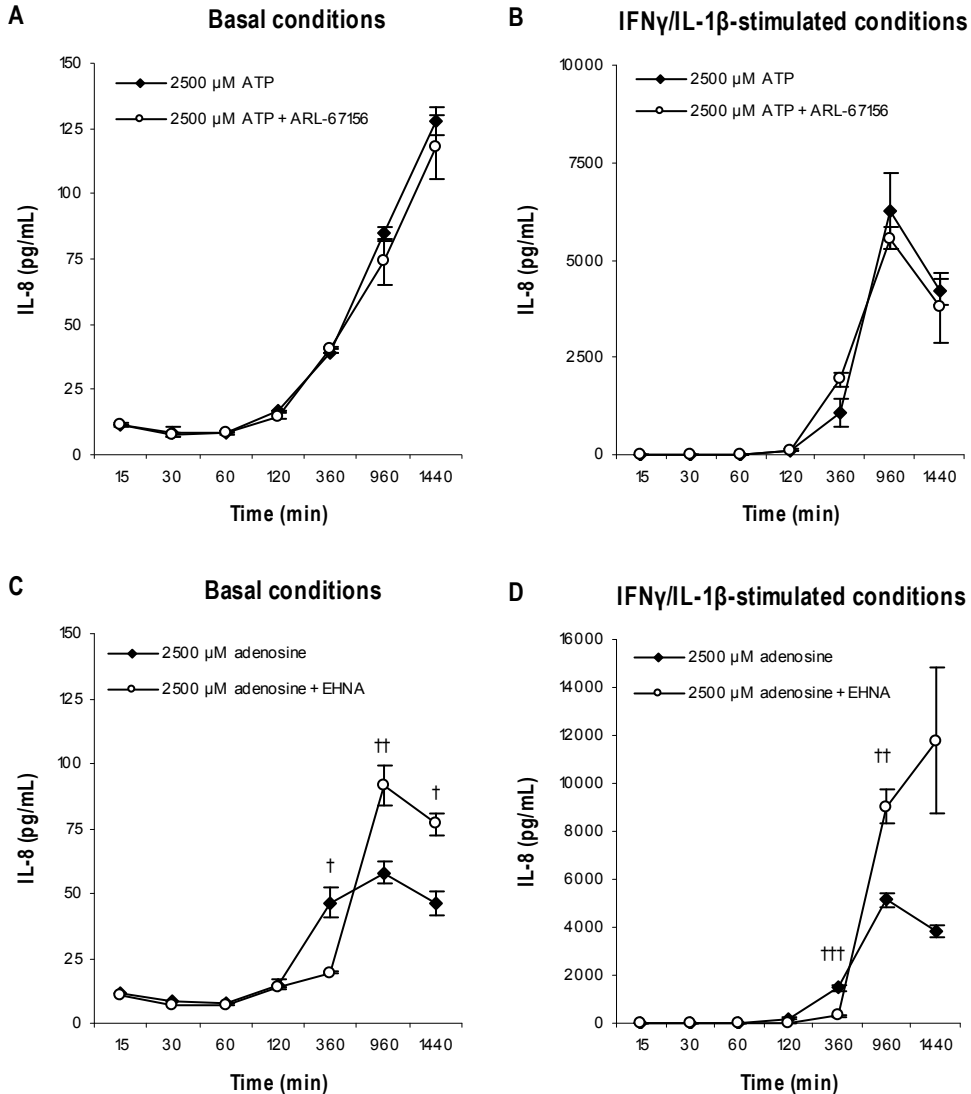 A
Basal conditions
150
125
100
75
50
25
0
IL-8 (pg/mL)
2500 µM ATP
2500 µM ATP + ARL-67156
15 30 60 120 360 960 1440
Time (min)
B
IFNγ/IL-1β-stimulated conditions
10000
7500
5000
2500
0
IL-8 (pg/mL)
2500 µM ATP
2500 µM ATP + ARL-67156
15 30 60 120 360 960 1440
Time (min)
C
Basal conditions
150
125
100
75
50
25
0
IL-8 (pg/mL)
2500 µM adenosine
2500 µM adenosine + EHNA
†
††
†
15 30 60 120 360 960 1440
Time (min)
D
IFNγ/IL-1β-stimulated conditions
16000
14000
12000
10000
8000
6000
4000
2000
0
IL-8 (pg/mL)
2500 µM adenosine
2500 µM adenosine + EHNA
†††
††
15 30 60 120 360 960 1440
Time (min)